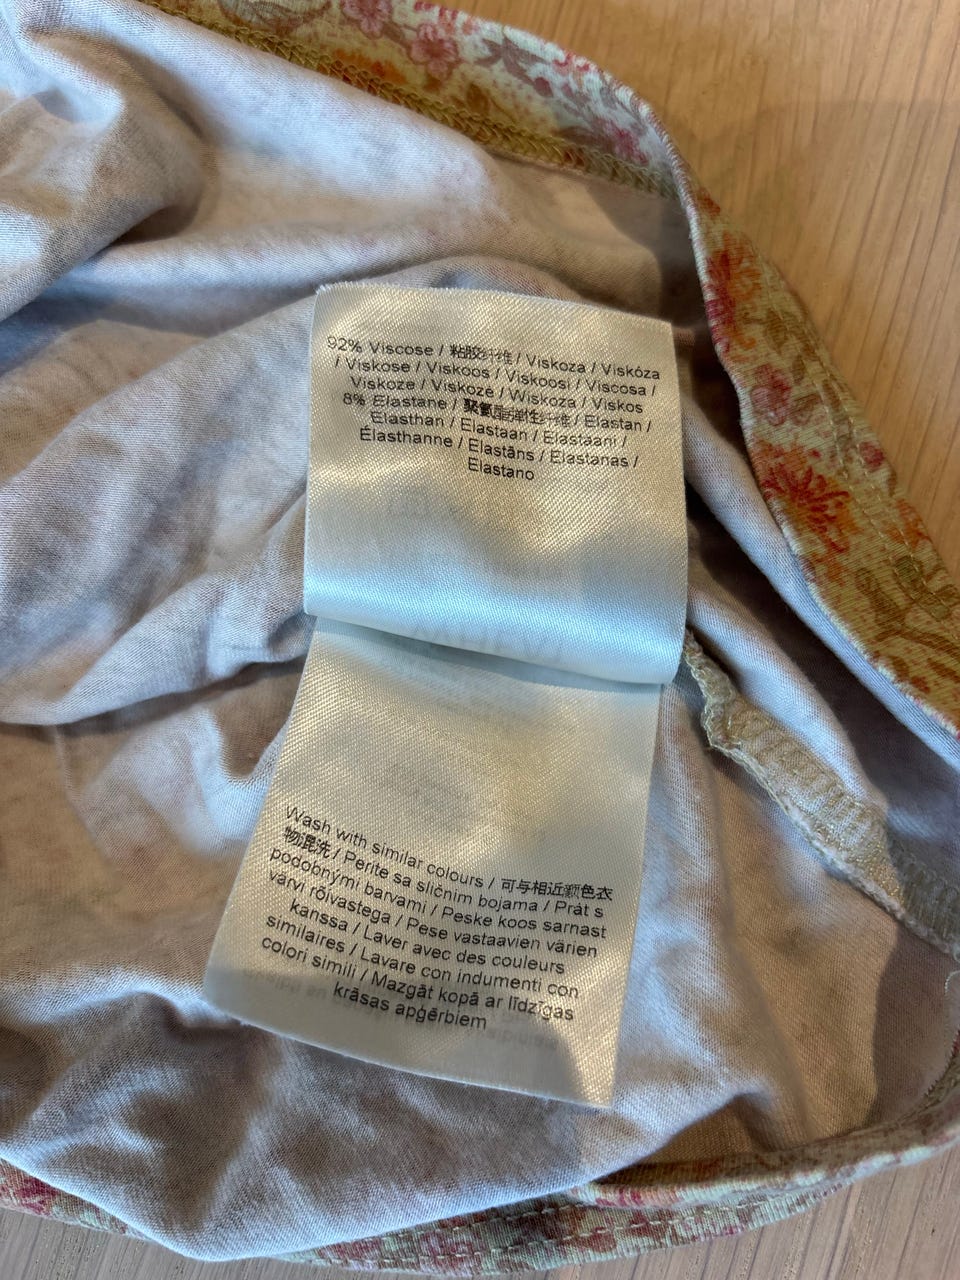 92% Viscose / 粘胶纤维 / Viskoza / Viskóza
/ Viskose / Viskoos / Viskoosi / Viscosa /
Viskoze / Viskozė / Wiskoza / Viskos
8% Elastane / 聚氨酯弹性纤维 / Elastan /
Elasthan / Elastaan / Elastaani /
Élasthanne / Elastāns / Elastanas /
Elastano
Wash with similar colours / 可与相近颜色衣
物混洗 / Perite sa sličnim bojama / Prát s
podobnými barvami / Peske koos sarnast
värvi rõivastega / Pese vastaavien värien
kanssa / Laver avec des couleurs
similaires / Lavare con indumenti con
colori simili / Mazgāt kopā ar līdzīgas
krāsas apģērbiem